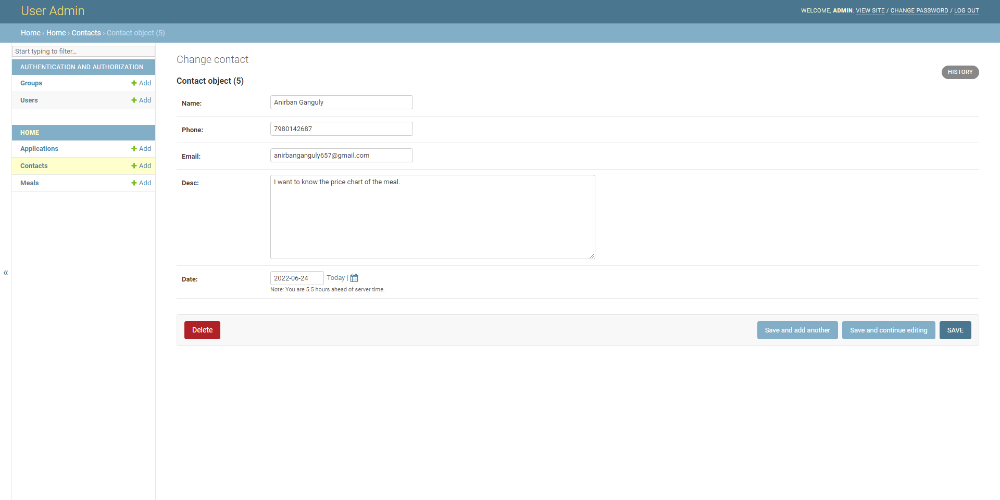 User Admin
WELCOME, ADMIN. VIEW SITE / CHANGE PASSWORD / LOG OUT
Home › Home › Contacts › Contact object (5)
Start typing to filter...
AUTHENTICATION AND AUTHORIZATION
Groups + Add
Users + Add
HOME
Applications + Add
Contacts + Add
Meals + Add
«
Change contact
HISTORY
Contact object (5)
Name: Anirban Ganguly
Phone: 7980142687
Email: anirbanganguly657@gmail.com
Desc: I want to know the price chart of the meal.
Date: 2022-06-24 Today |
Note: You are 5.5 hours ahead of server time.
Delete Save and add another Save and continue editing SAVE